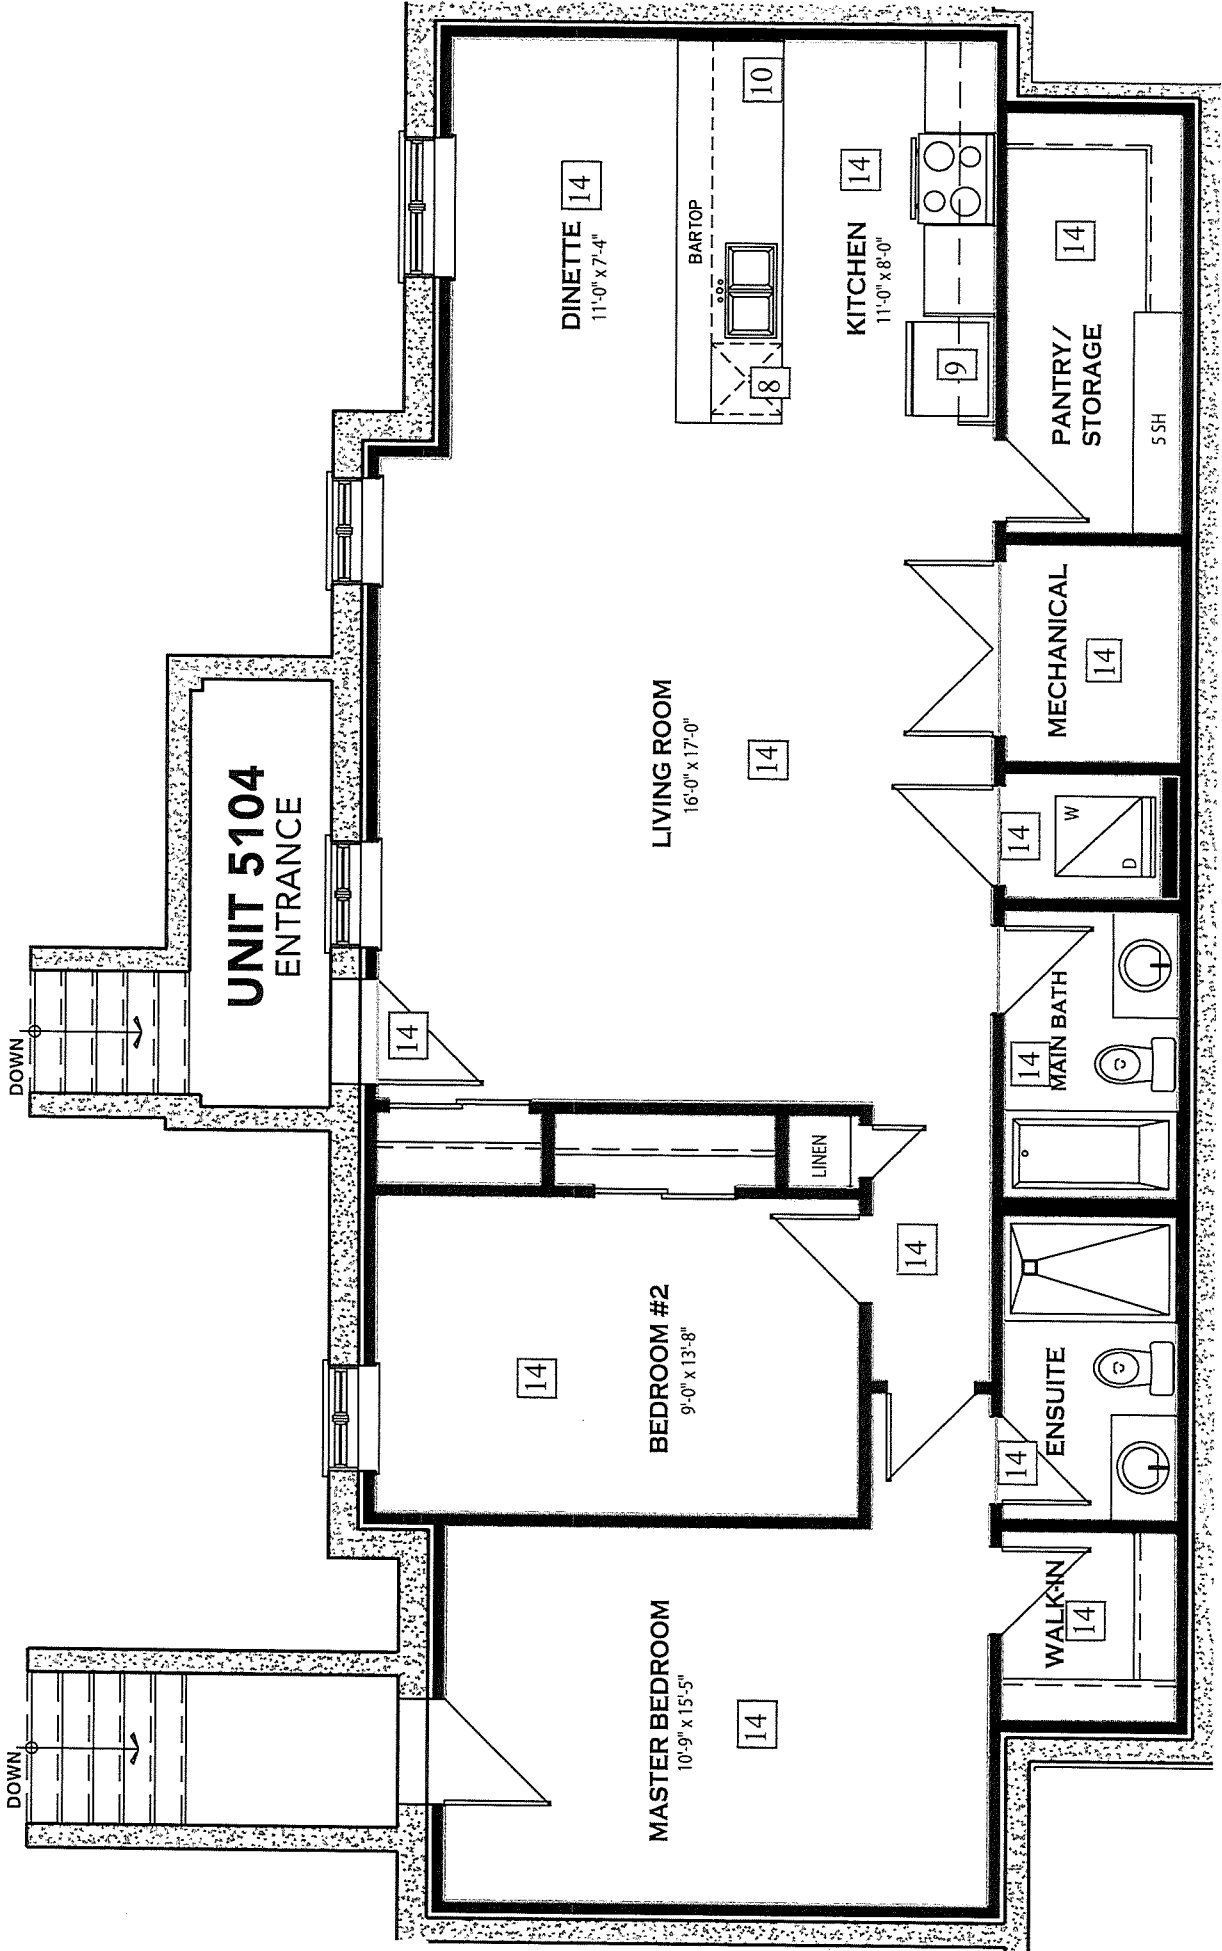 DOWN
DOWN
UNIT 5104
ENTRANCE
MASTER BEDROOM
10'-9" x 15'-5"
14
BEDROOM #2
9'-0" x 13'-8"
14
14
LIVING ROOM
16'-0" x 17'-0"
14
DINETTE
11'-0" x 7'-4"
14
BARTOP
10
8
KITCHEN
11'-0" x 8'-0"
14
9
LINEN
14
WALK-IN
14
ENSUITE
14
MAIN BATH
14
14
W
D
MECHANICAL
14
PANTRY/
STORAGE
14
5 SH